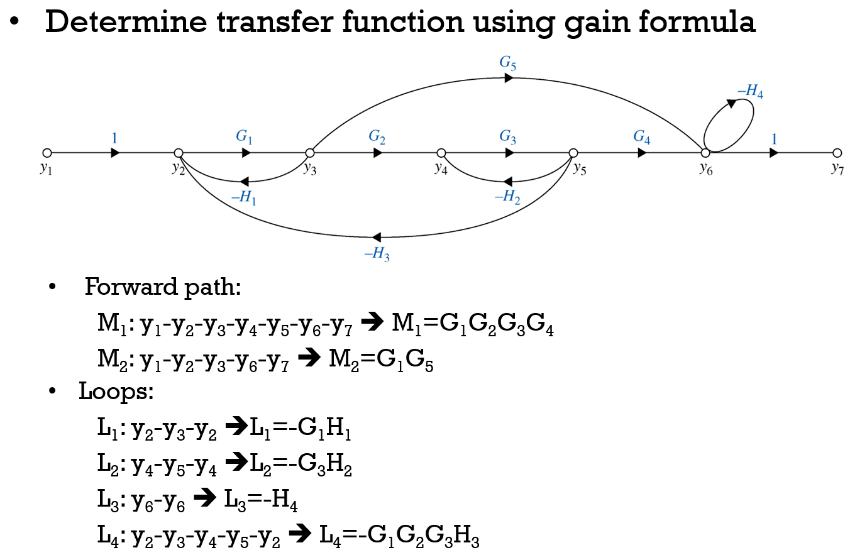 • Determine transfer function using gain formula
G₅
–H₄
1 G₁ G₂ G₃ G₄ 1
y₁ y₂ y₃ y₄ y₅ y₆ y₇
–H₁ –H₂
–H₃
• Forward path:
M₁: y₁-y₂-y₃-y₄-y₅-y₆-y₇ ➔ M₁=G₁G₂G₃G₄
M₂: y₁-y₂-y₃-y₆-y₇ ➔ M₂=G₁G₅
• Loops:
L₁: y₂-y₃-y₂ ➔L₁=-G₁H₁
L₂: y₄-y₅-y₄ ➔L₂=-G₃H₂
L₃: y₆-y₆ ➔ L₃=-H₄
L₄: y₂-y₃-y₄-y₅-y₂ ➔ L₄=-G₁G₂G₃H₃